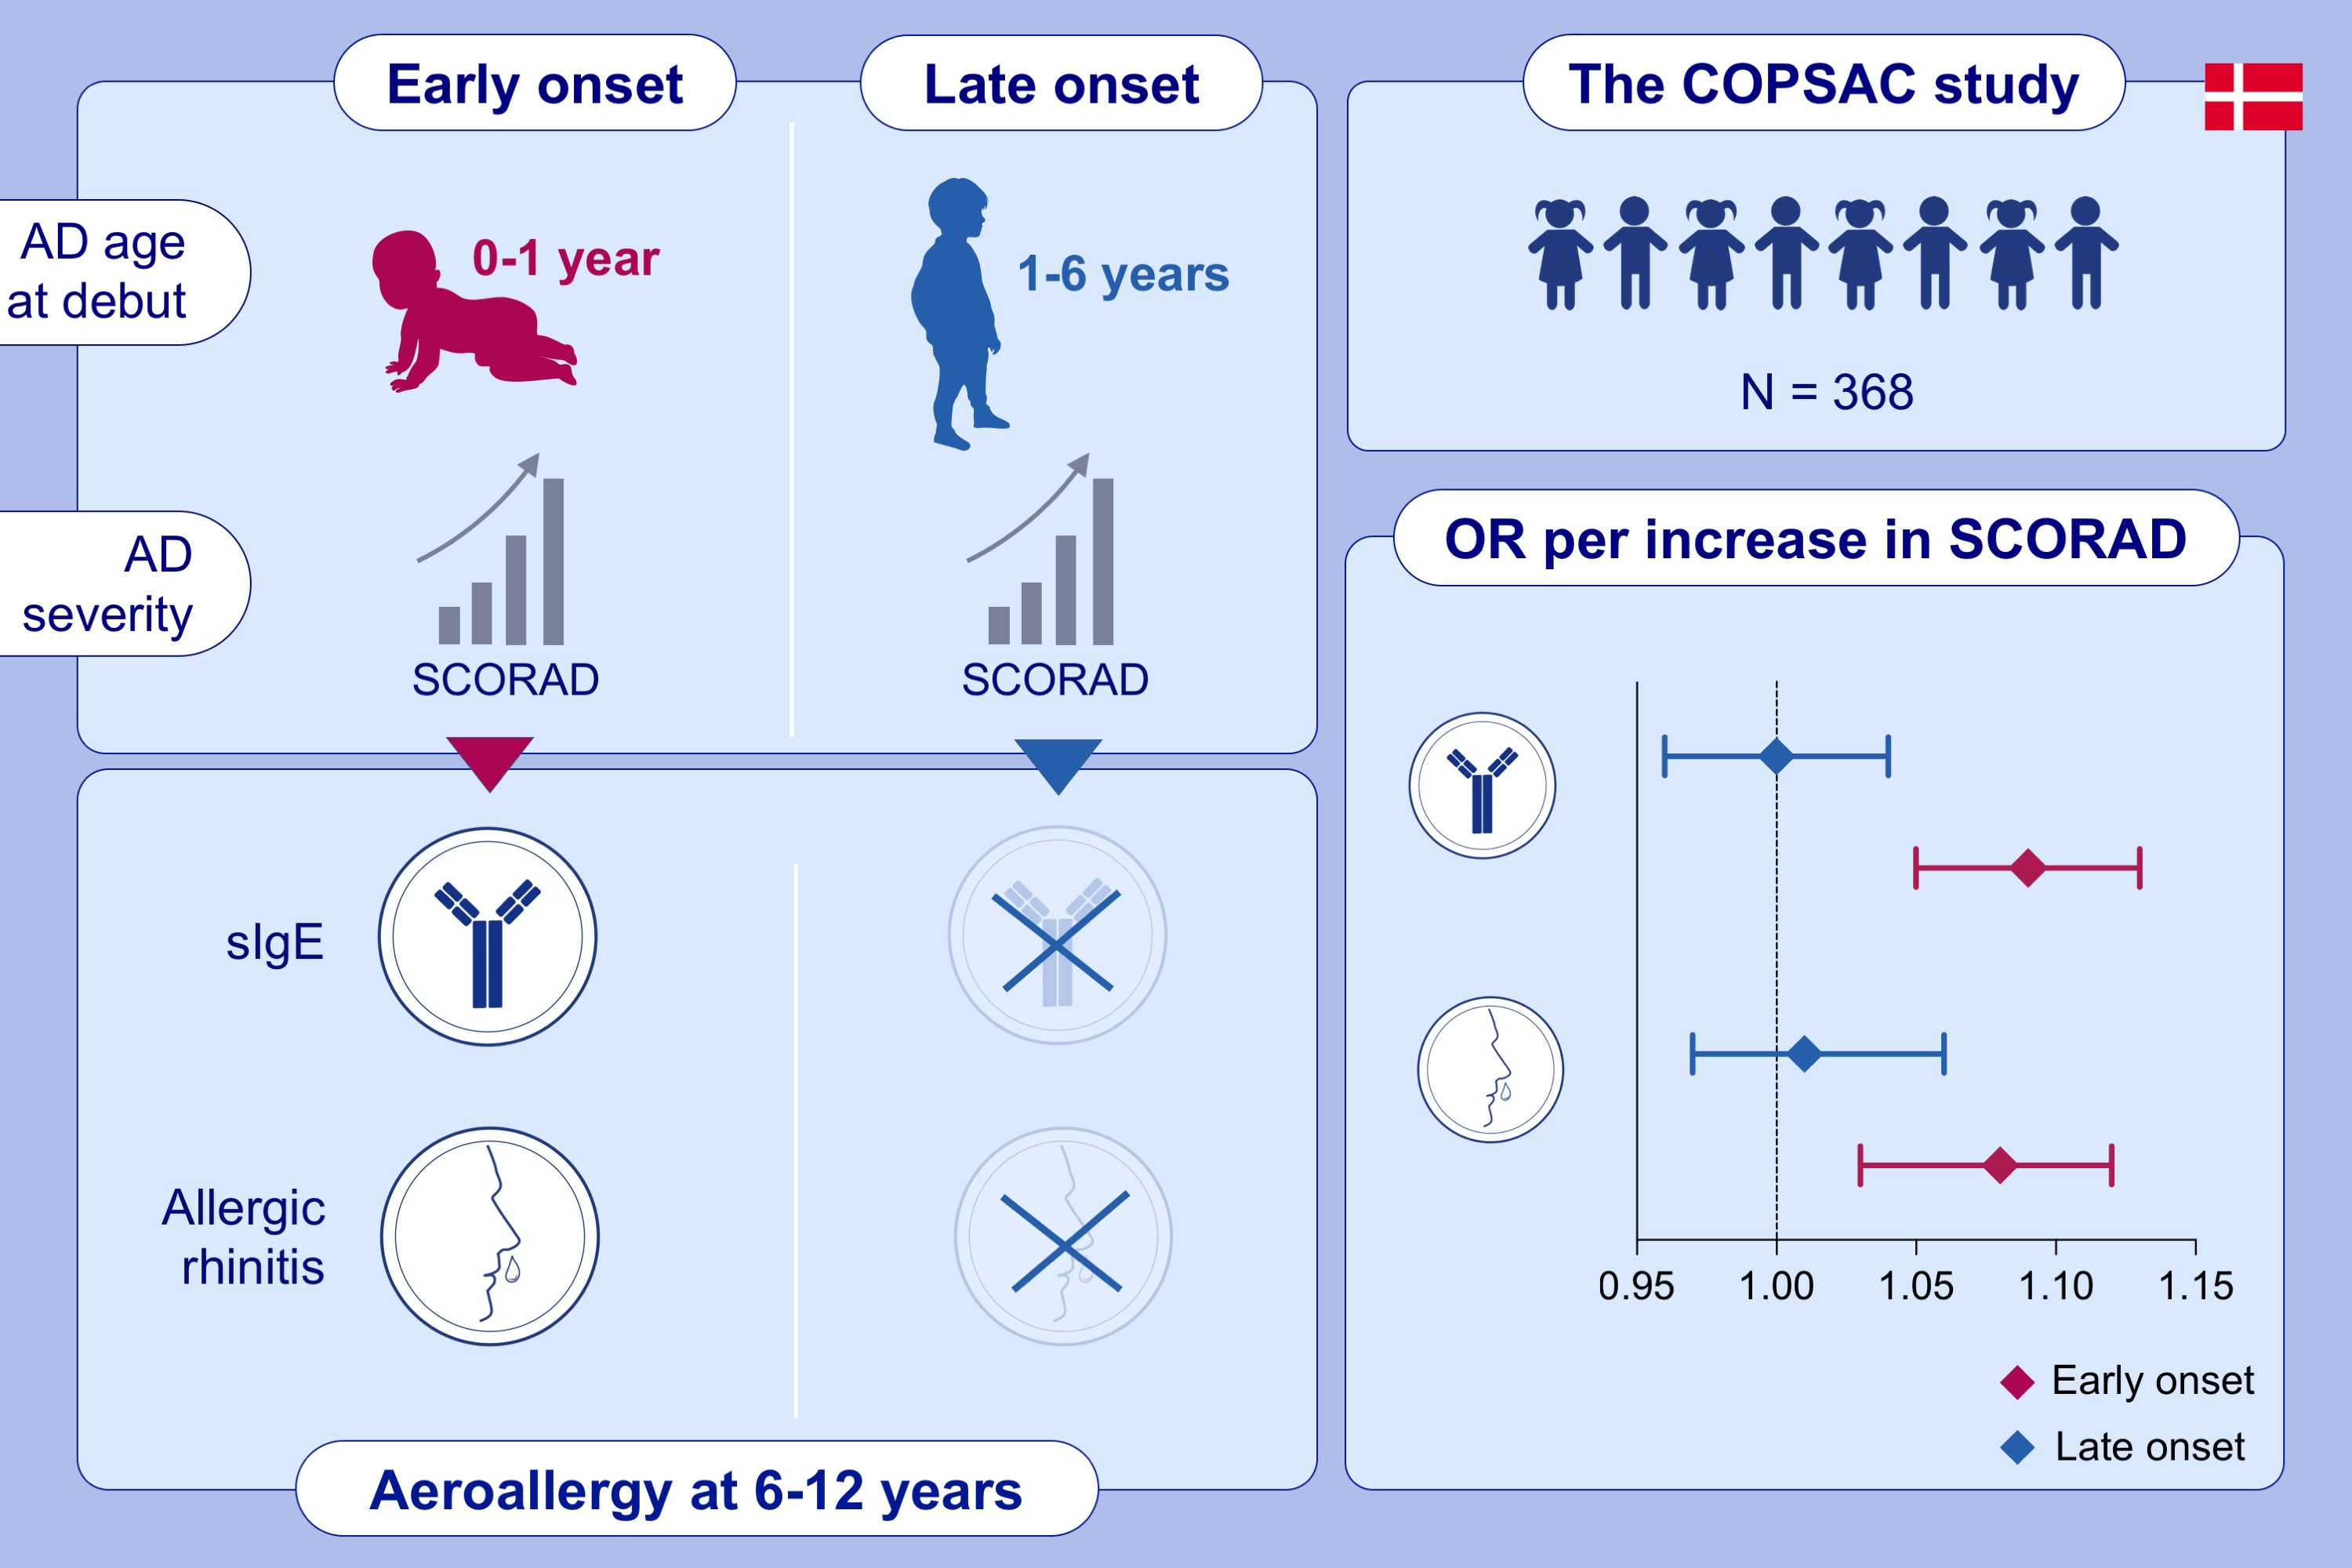 Early onset
Late onset
AD age
at debut
0-1 year
1-6 years
AD
severity
SCORAD
SCORAD
sIgE
Allergic
rhinitis
Aeroallergy at 6-12 years
The COPSAC study
N = 368
OR per increase in SCORAD
0.95 1.00 1.05 1.10 1.15
Early onset
Late onset